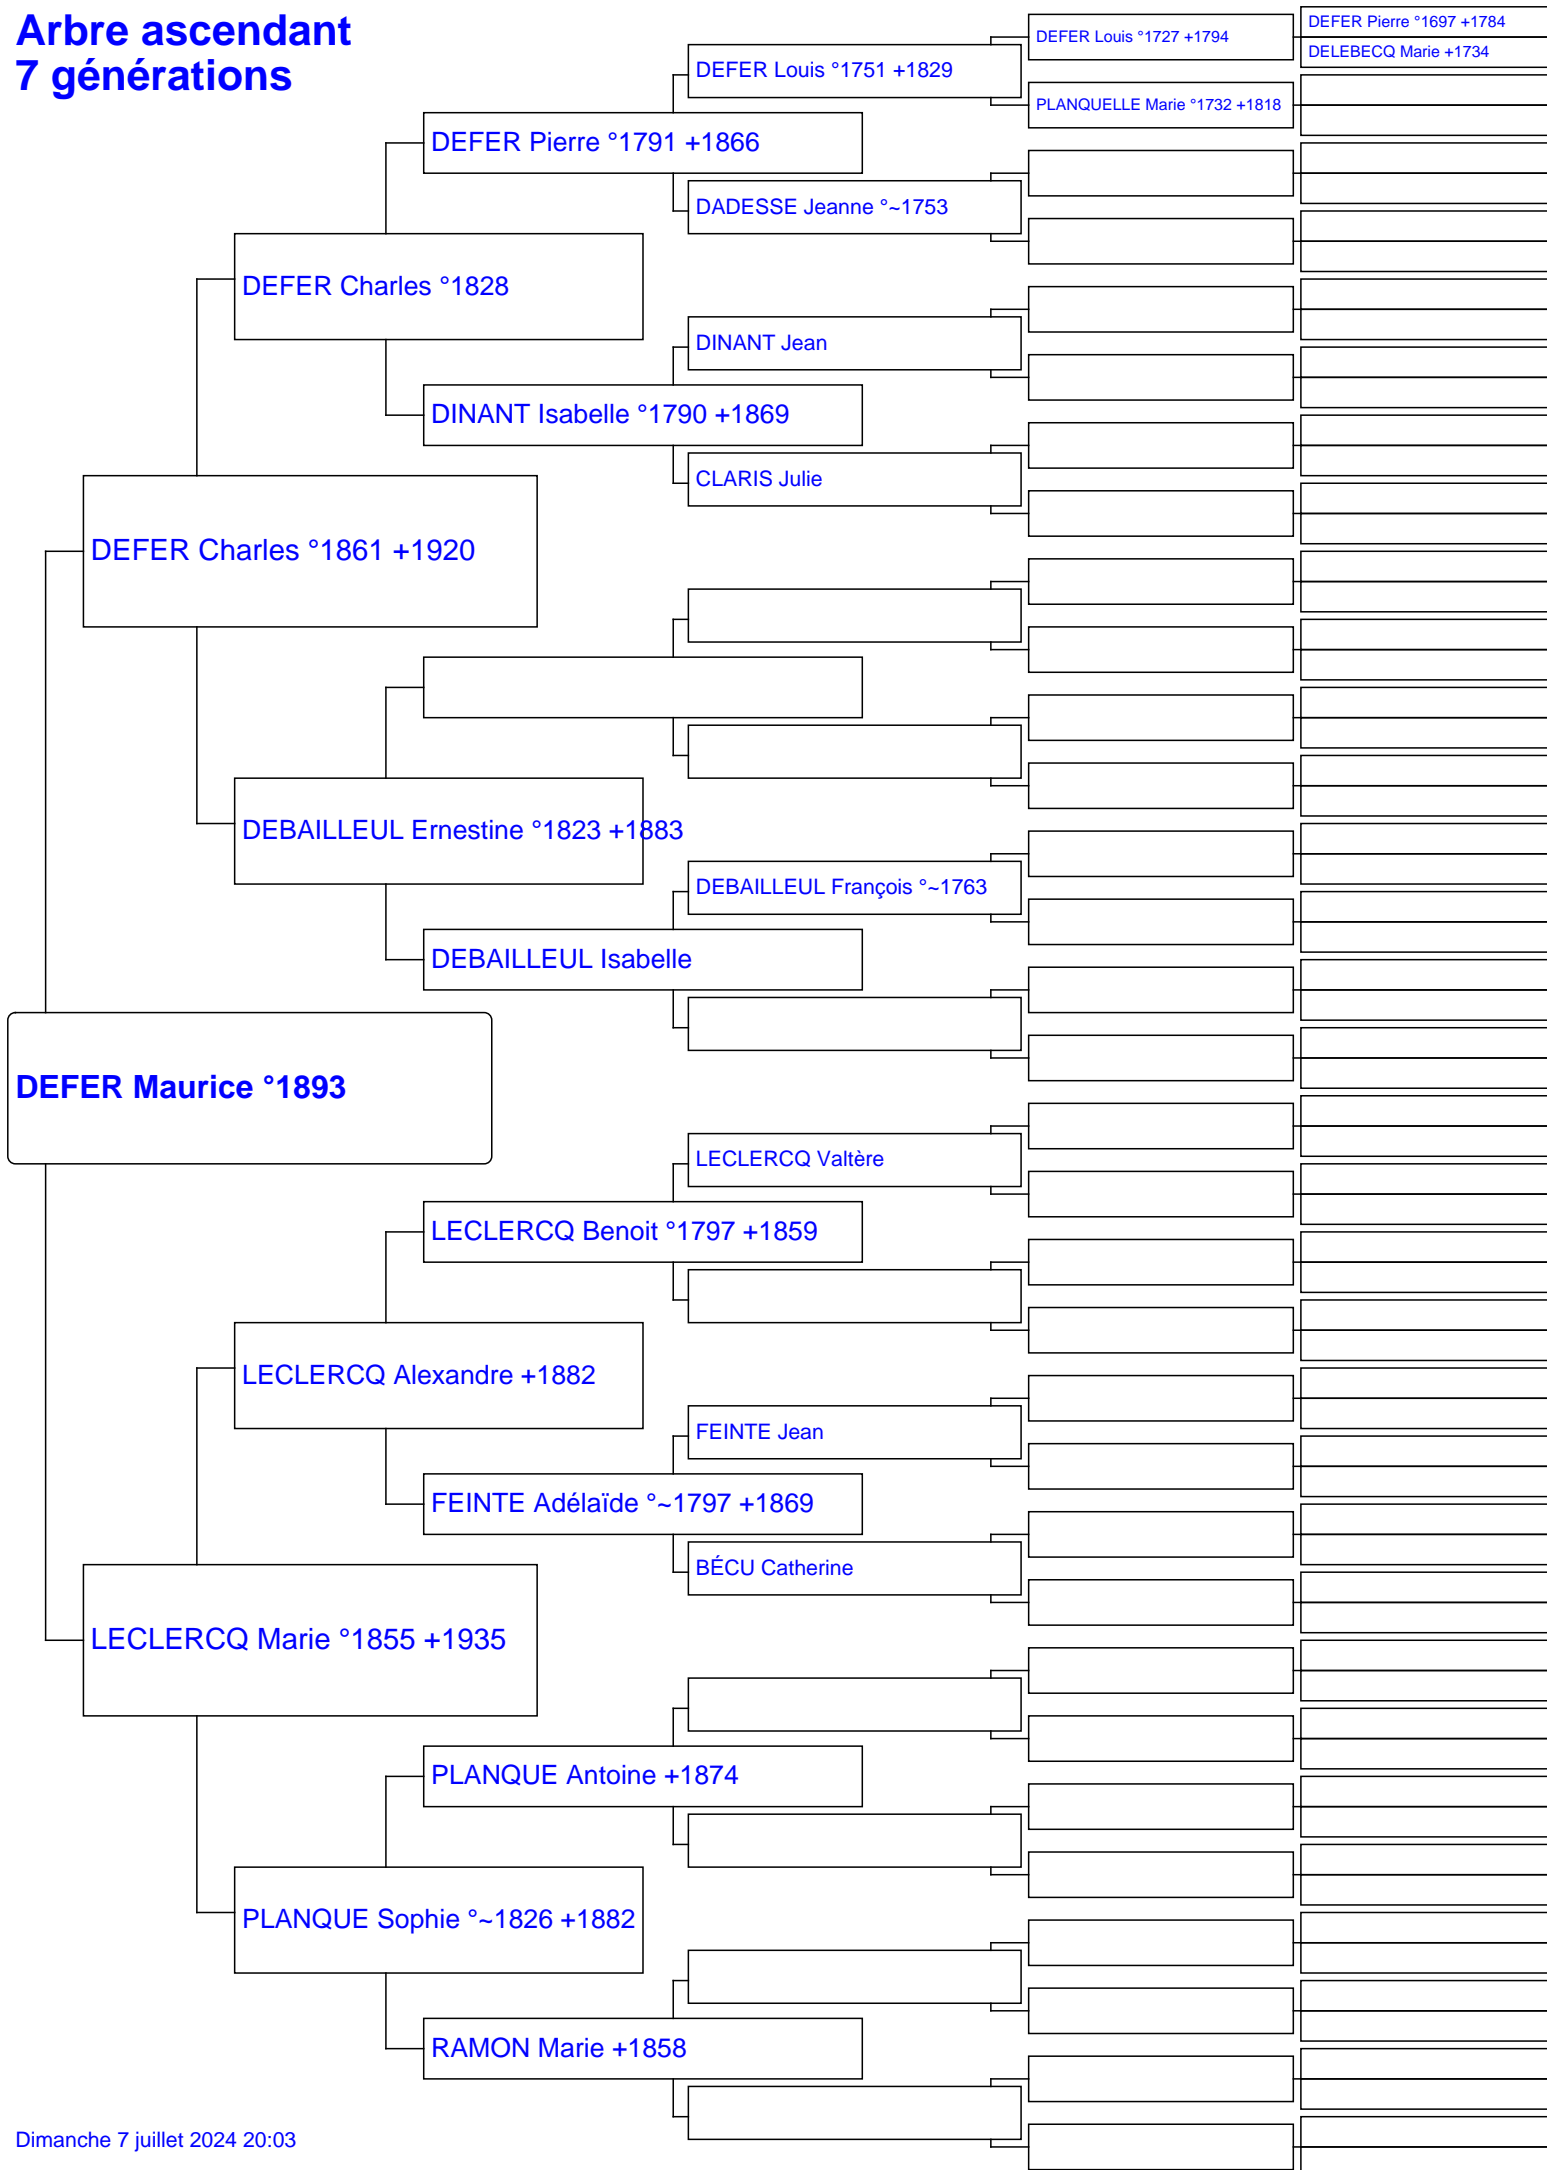 Arbre ascendant
7 générations
DEFER Pierre °1697 +1784
DEFER Louis °1727 +1794
DELEBECQ Marie +1734
DEFER Louis °1751 +1829
PLANQUELLE Marie °1732 +1818
DEFER Pierre °1791 +1866
DADESSE Jeanne °~1753
DEFER Charles °1828
DINANT Jean
DINANT Isabelle °1790 +1869
CLARIS Julie
DEFER Charles °1861 +1920
DEBAILLEUL Ernestine °1823 +1883
DEBAILLEUL François °~1763
DEBAILLEUL Isabelle
DEFER Maurice °1893
LECLERCQ Valtère
LECLERCQ Benoit °1797 +1859
LECLERCQ Alexandre +1882
FEINTE Jean
FEINTE Adélaïde °~1797 +1869
BÉCU Catherine
LECLERCQ Marie °1855 +1935
PLANQUE Antoine +1874
PLANQUE Sophie °~1826 +1882
RAMON Marie +1858
Dimanche 7 juillet 2024 20:03